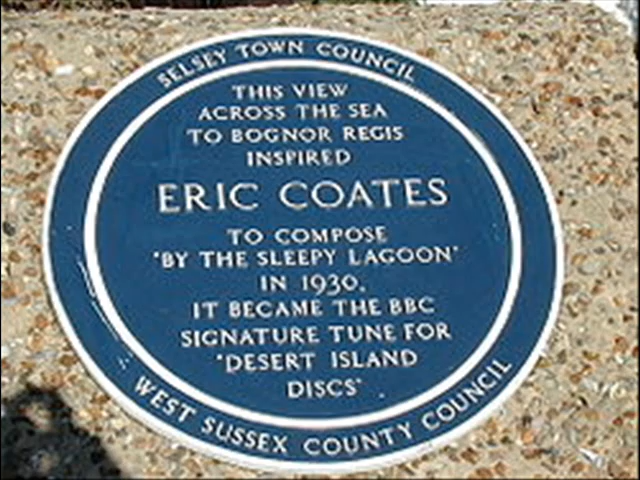 SELSEY TOWN COUNCIL
THIS VIEW
ACROSS THE SEA
TO BOGNOR REGIS
INSPIRED
ERIC COATES
TO COMPOSE
'BY THE SLEEPY LAGOON'
IN 1930.
IT BECAME THE BBC
SIGNATURE TUNE FOR
'DESERT ISLAND
DISCS' .
WEST SUSSEX COUNTY COUNCIL